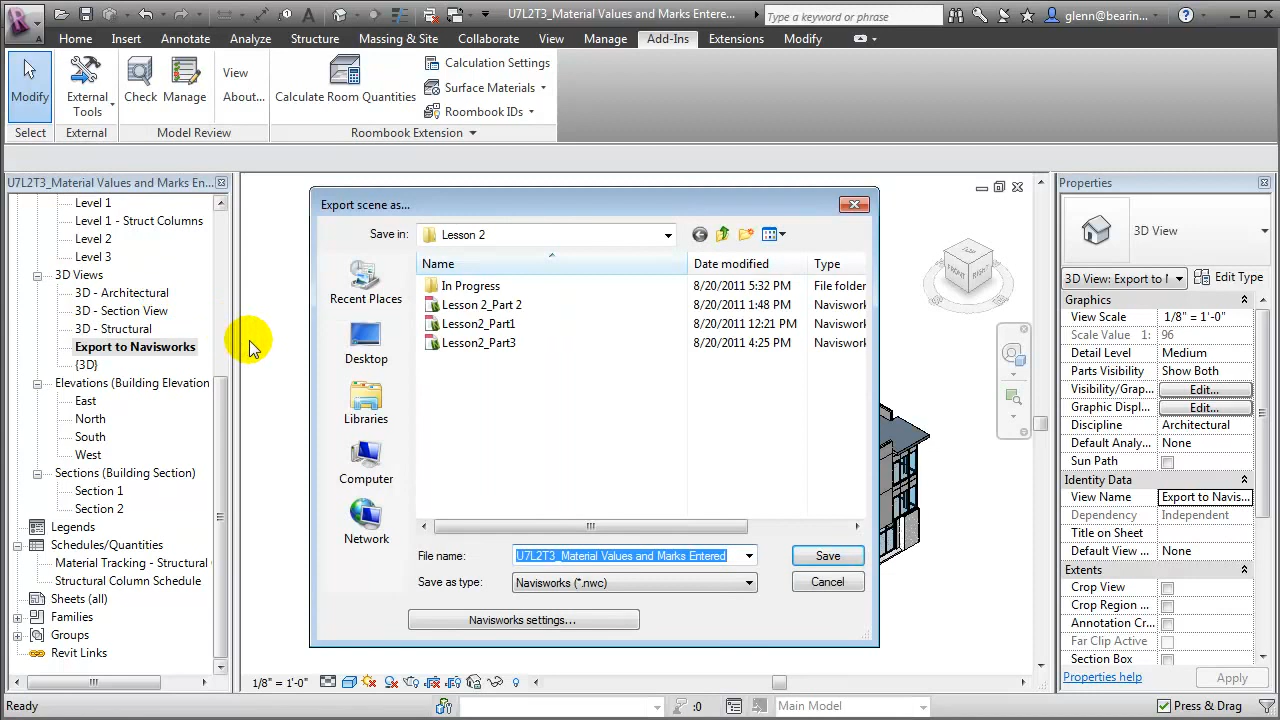 U7L2T3_Material Values and Marks Entere...
Type a keyword or phrase
glenn@bearin...
Home Insert Annotate Analyze Structure Massing & Site Collaborate View Manage Add-Ins Extensions Modify
Modify
External
Tools
Check
Manage
View
About...
Calculate Room Quantities
Calculation Settings
Surface Materials
Roombook IDs
Select External Model Review Roombook Extension
U7L2T3_Material Values and Marks En...
Level 1
Level 1 - Struct Columns
Level 2
Level 3
3D Views
3D - Architectural
3D - Section View
3D - Structural
Export to Navisworks
{3D}
Elevations (Building Elevation
East
North
South
West
Sections (Building Section)
Section 1
Section 2
Legends
Schedules/Quantities
Material Tracking - Structural
Structural Column Schedule
Sheets (all)
Families
Groups
Revit Links
Export scene as...
Save in: Lesson 2
Name Date modified Type
In Progress 8/20/2011 5:32 PM File folder
Lesson 2_Part 2 8/20/2011 1:48 PM Naviswork
Lesson2_Part1 8/20/2011 12:21 PM Naviswork
Lesson2_Part3 8/20/2011 4:25 PM Naviswork
Recent Places
Desktop
Libraries
Computer
Network
File name: U7L2T3_Material Values and Marks Entered
Save
Save as type: Navisworks (*.nwc)
Cancel
Navisworks settings...
Properties
3D View
3D View: Export to N
Edit Type
Graphics
View Scale 1/8" = 1'-0"
Scale Value 1: 96
Detail Level Medium
Parts Visibility Show Both
Visibility/Grap... Edit...
Graphic Displ... Edit...
Discipline Architectural
Default Analy... None
Sun Path
Identity Data
View Name Export to Navis...
Dependency Independent
Title on Sheet
Default View ... None
Extents
Crop View
Crop Region ...
Annotation Cr...
Far Clip Active
Section Box
Properties help
Apply
1/8" = 1'-0"
Ready
:0
Main Model
Press & Drag